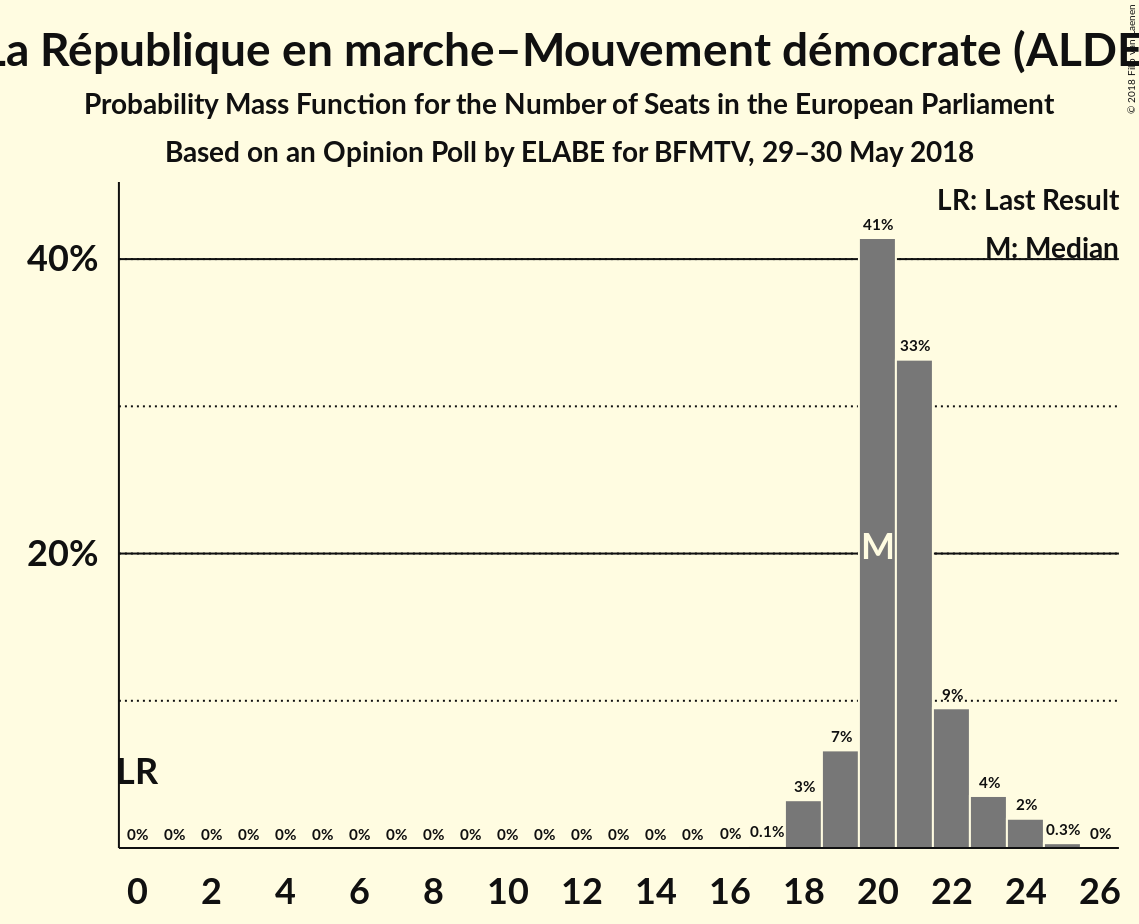 La République en marche–Mouvement démocrate (ALDE
Probability Mass Function for the Number of Seats in the European Parliament
Based on an Opinion Poll by ELABE for BFMTV, 29–30 May 2018
© 2018
LR: Last Result
M: Median
41%
40%
33%
20%
M
9%
7%
LR
4%
3%
2%
0% 0% 0% 0% 0% 0% 0% 0% 0% 0% 0% 0% 0% 0% 0% 0% 0% 0.1% 0.3% 0%
0 2 4 6 8 10 12 14 16 18 20 22 24 26